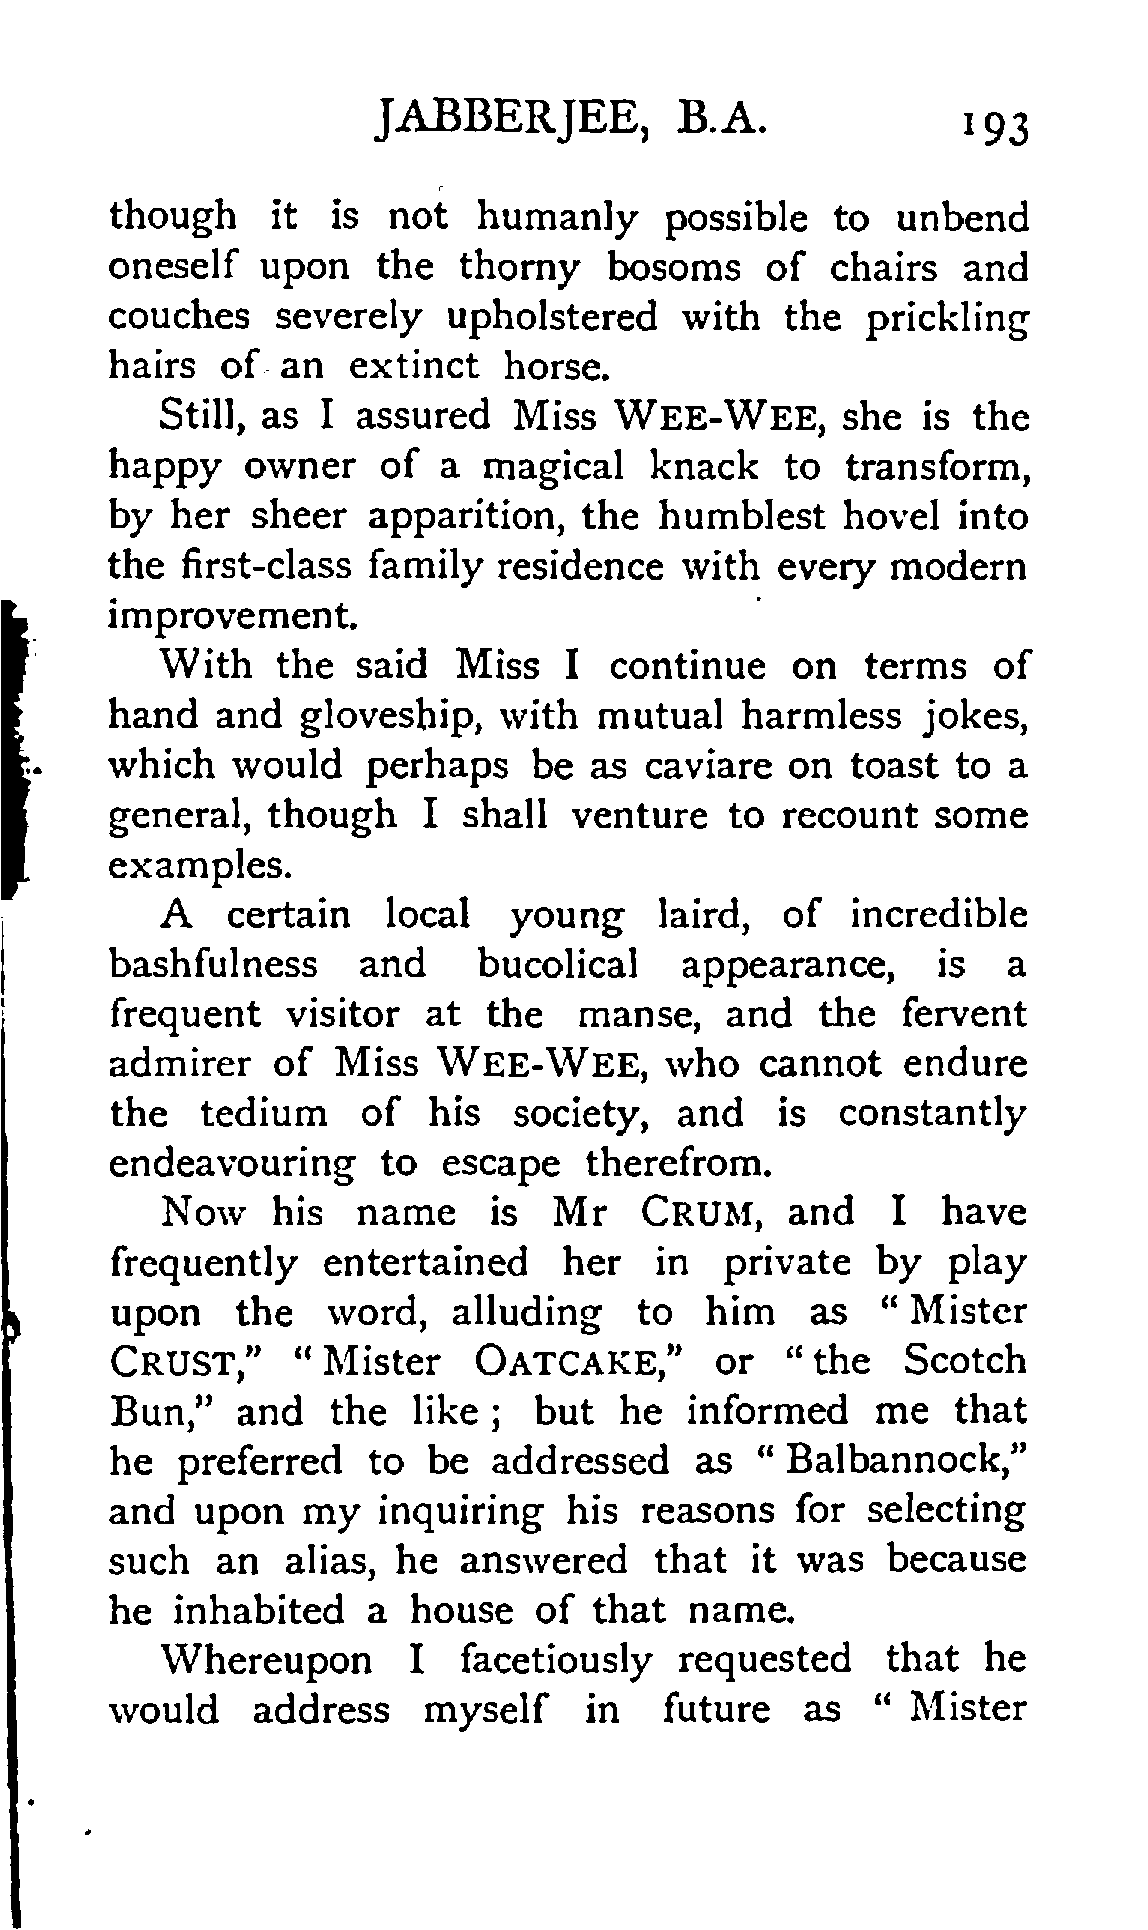 JABBERJEE, B.A. 193
though it is not humanly possible to unbend
oneself upon the thorny bosoms of chairs and
couches severely upholstered with the prickling
hairs of an extinct horse.
Still, as I assured Miss WEE-WEE, she is the
happy owner of a magical knack to transform,
by her sheer apparition, the humblest hovel into
the first-class family residence with every modern
improvement.
With the said Miss I continue on terms of
hand and gloveship, with mutual harmless jokes,
which would perhaps be as caviare on toast to a
general, though I shall venture to recount some
examples.
A certain local young laird, of incredible
bashfulness and bucolical appearance, is a
frequent visitor at the manse, and the fervent
admirer of Miss WEE-WEE, who cannot endure
the tedium of his society, and is constantly
endeavouring to escape therefrom.
Now his name is Mr CRUM, and I have
frequently entertained her in private by play
upon the word, alluding to him as " Mister
CRUST," " Mister OATCAKE," or " the Scotch
Bun," and the like ; but he informed me that
he preferred to be addressed as " Balbannock,"
and upon my inquiring his reasons for selecting
such an alias, he answered that it was because
he inhabited a house of that name.
Whereupon I facetiously requested that he
would address myself in future as " Mister